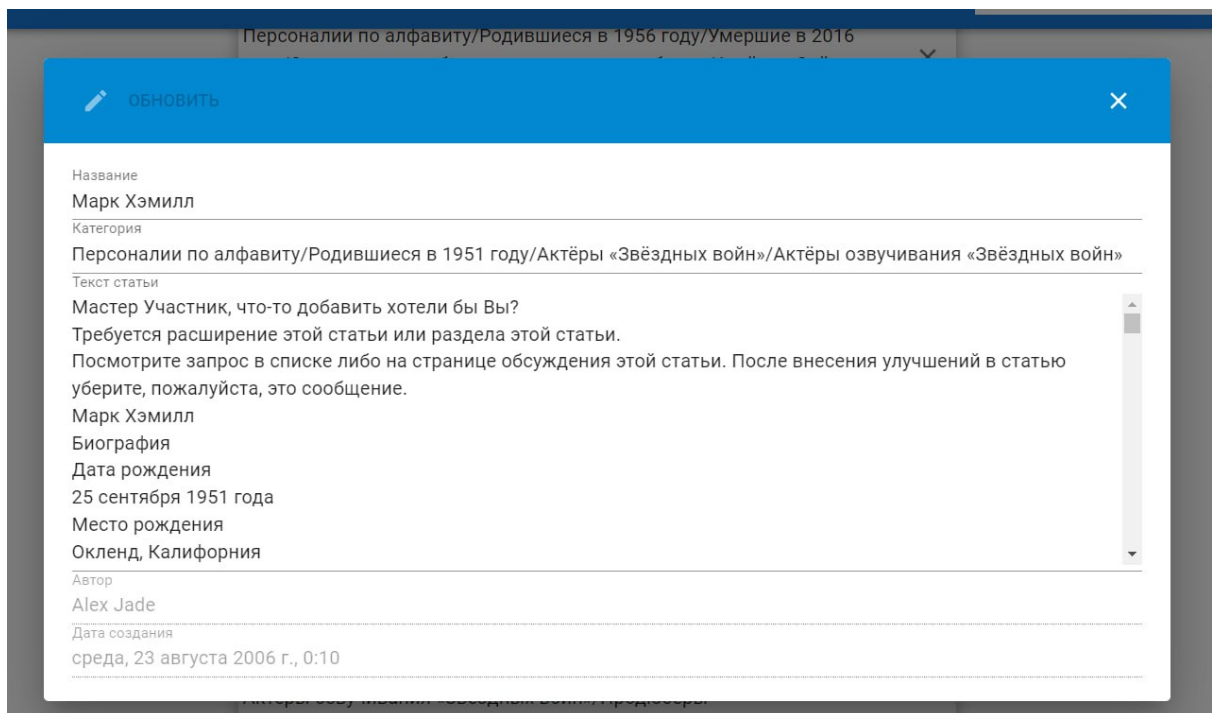 Персоналии по алфавиту/Родившиеся в 1956 году/Умершие в 2016
ОБНОВИТЬ
Название
Марк Хэмилл
Категория
Персоналии по алфавиту/Родившиеся в 1951 году/Актёры «Звёздных войн»/Актёры озвучивания «Звёздных войн»
Текст статьи
Мастер Участник, что-то добавить хотели бы Вы?
Требуется расширение этой статьи или раздела этой статьи.
Посмотрите запрос в списке либо на странице обсуждения этой статьи. После внесения улучшений в статью
уберите, пожалуйста, это сообщение.
Марк Хэмилл
Биография
Дата рождения
25 сентября 1951 года
Место рождения
Окленд, Калифорния
Автор
Alex Jade
Дата создания
среда, 23 августа 2006 г., 0:10